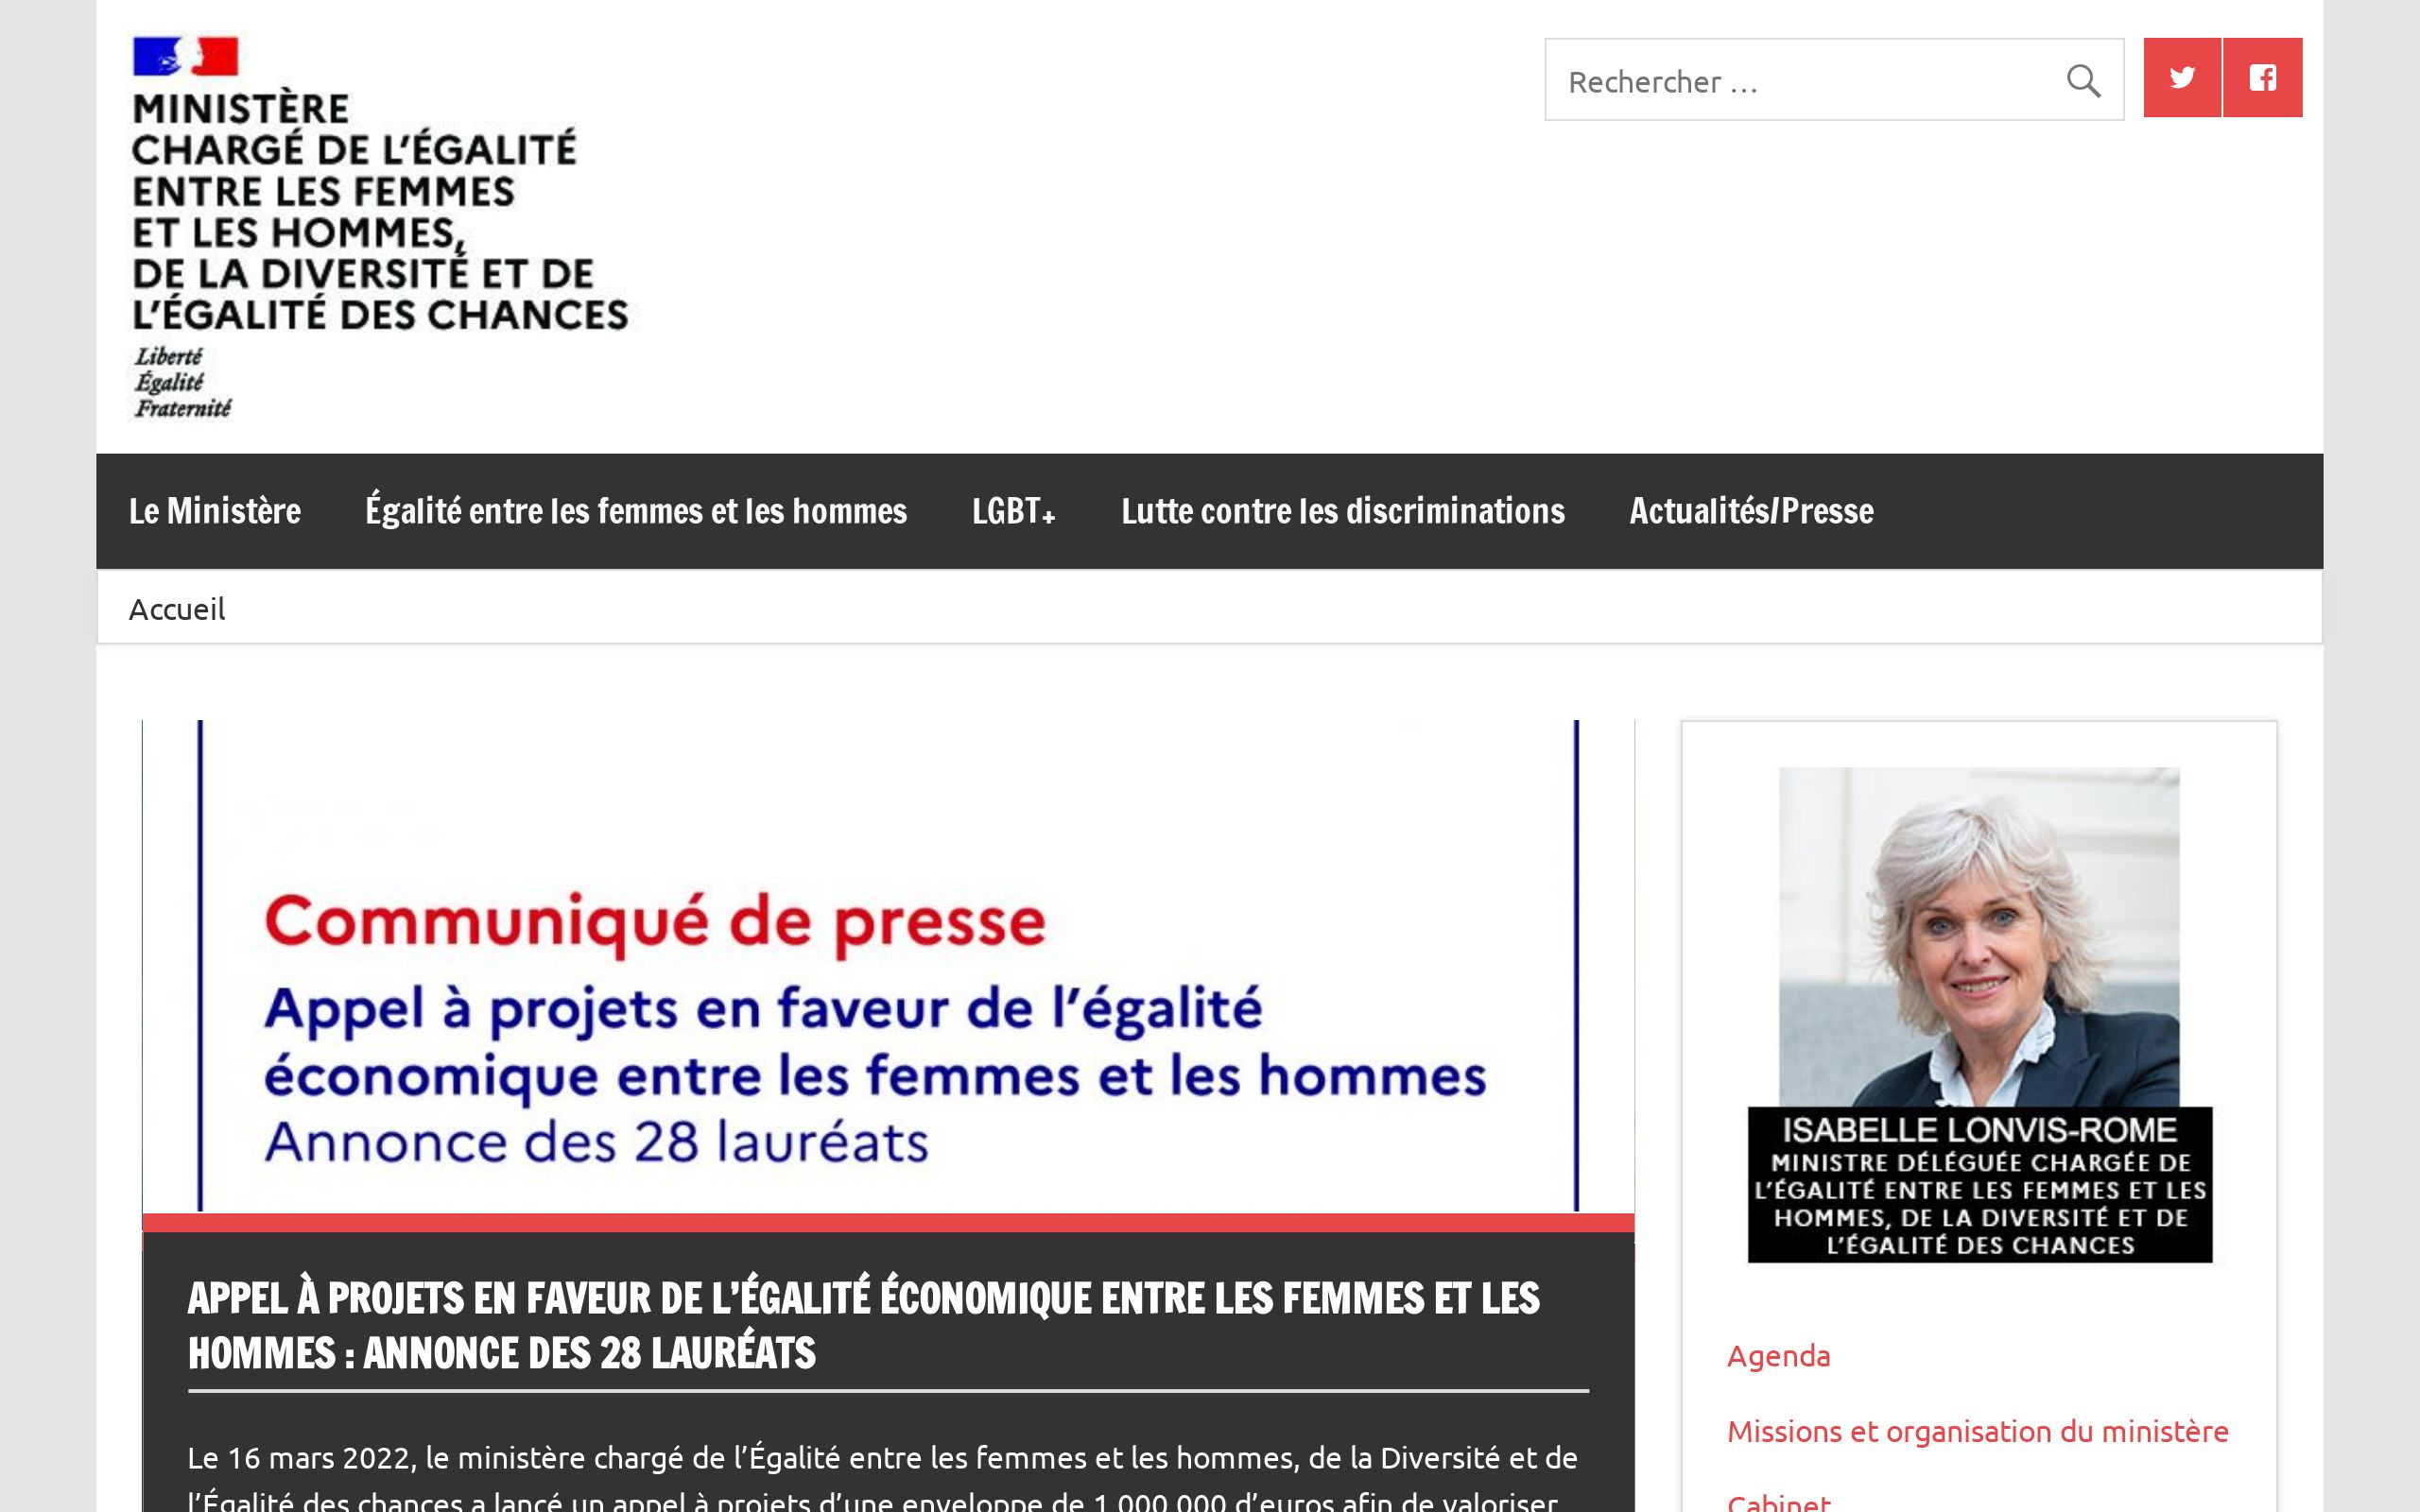 MINISTÈRE
CHARGÉ DE L'ÉGALITÉ
ENTRE LES FEMMES
ET LES HOMMES,
DE LA DIVERSITÉ ET DE
L'ÉGALITÉ DES CHANCES
Liberté
Égalité
Fraternité
Rechercher …
Le Ministère
Égalité entre les femmes et les hommes
LGBT+
Lutte contre les discriminations
Actualités/Presse
Accueil
Communiqué de presse
Appel à projets en faveur de l'égalité
économique entre les femmes et les hommes
Annonce des 28 lauréats
APPEL À PROJETS EN FAVEUR DE L'ÉGALITÉ ÉCONOMIQUE ENTRE LES FEMMES ET LES
HOMMES : ANNONCE DES 28 LAURÉATS
Le 16 mars 2022, le ministère chargé de l'Égalité entre les femmes et les hommes, de la Diversité et de
l'Égalité des chances a lancé un appel à projets d'une enveloppe de 1 000 000 d'euros afin de valoriser
ISABELLE LONVIS-ROME
MINISTRE DÉLÉGUÉE CHARGÉE DE
L'ÉGALITÉ ENTRE LES FEMMES ET LES
HOMMES, DE LA DIVERSITÉ ET DE
L'ÉGALITÉ DES CHANCES
Agenda
Missions et organisation du ministère
Cabinet